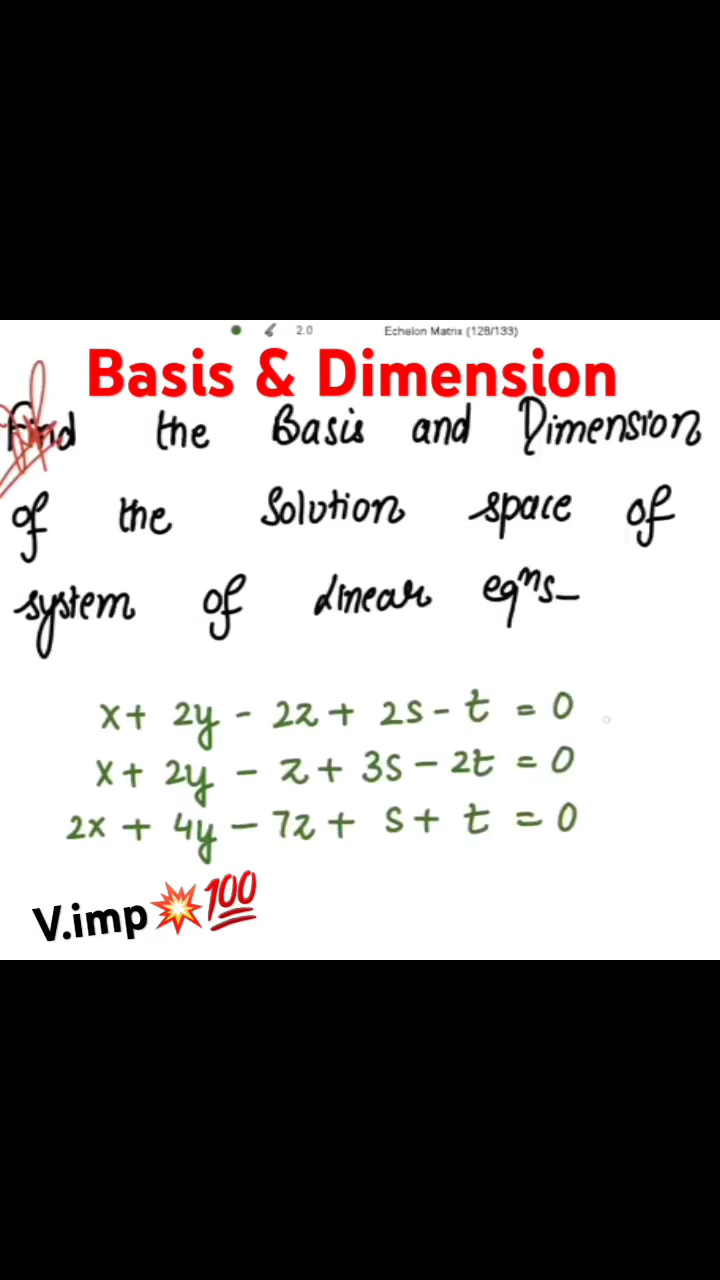 2.0 Echelon Matrix (128/133)
Basis & Dimension
Find the Basis and Dimension
of the Solution space of
system of Linear eqⁿs-
x+ 2y - 2z + 2s - t = 0
x+ 2y - z + 3s - 2t = 0
2x + 4y - 7z + s + t = 0
V.imp💥💯